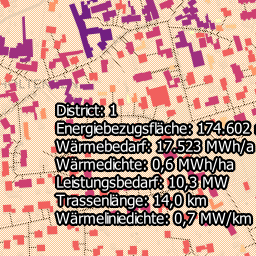 District: 1
Energiebezugsfläche: 174.602
Wärmebedarf: 17.523 MWh/a
Wärmedichte: 0,6 MWh/ha
Leistungsbedarf: 10,3 MW
Trassenlänge: 14,0 km
Wärmeliniedichte: 0,7 MW/km